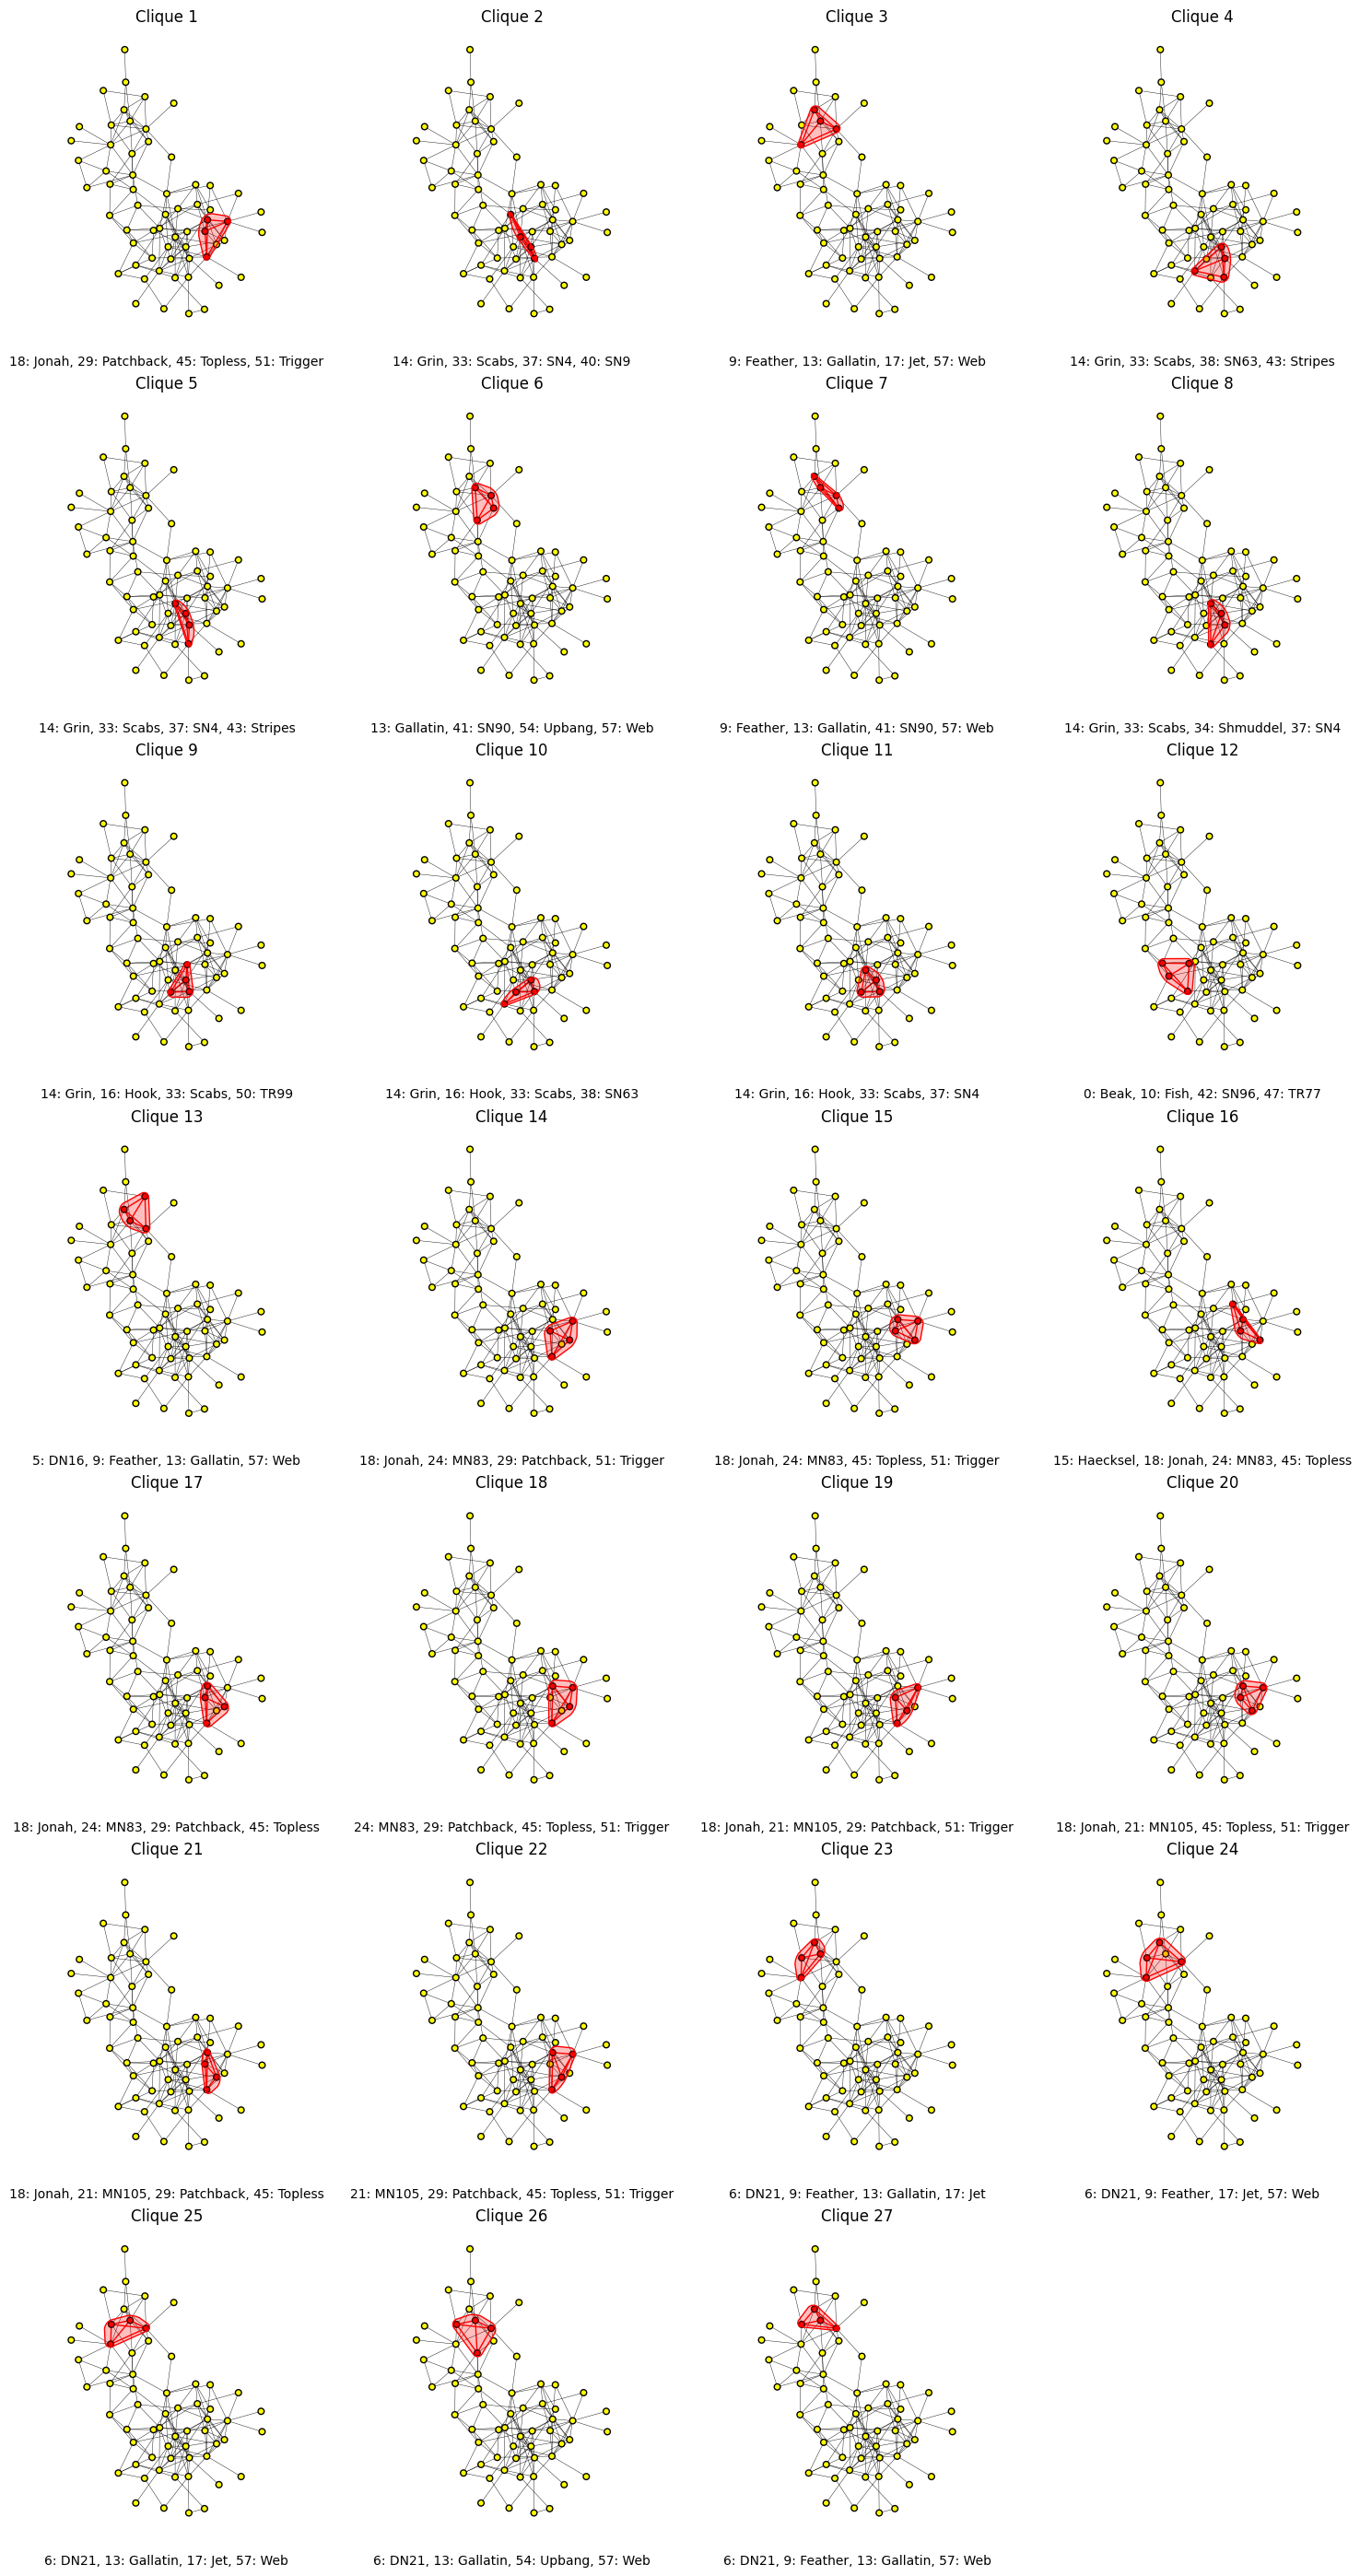 Clique 1 Clique 2 Clique 3 Clique 4
18: Jonah, 29: Patchback, 45: Topless, 51: Trigger 14: Grin, 33: Scabs, 37: SN4, 40: SN9 9: Feather, 13: Gallatin, 17: Jet, 57: Web 14: Grin, 33: Scabs, 38: SN63, 43: Stripes
Clique 5 Clique 6 Clique 7 Clique 8
14: Grin, 33: Scabs, 37: SN4, 43: Stripes 13: Gallatin, 41: SN90, 54: Upbang, 57: Web 9: Feather, 13: Gallatin, 41: SN90, 57: Web 14: Grin, 33: Scabs, 34: Shmuddel, 37: SN4
Clique 9 Clique 10 Clique 11 Clique 12
14: Grin, 16: Hook, 33: Scabs, 50: TR99 14: Grin, 16: Hook, 33: Scabs, 38: SN63 14: Grin, 16: Hook, 33: Scabs, 37: SN4 0: Beak, 10: Fish, 42: SN96, 47: TR77
Clique 13 Clique 14 Clique 15 Clique 16
5: DN16, 9: Feather, 13: Gallatin, 57: Web 18: Jonah, 24: MN83, 29: Patchback, 51: Trigger 18: Jonah, 24: MN83, 45: Topless, 51: Trigger 15: Haecksel, 18: Jonah, 24: MN83, 45: Topless
Clique 17 Clique 18 Clique 19 Clique 20
18: Jonah, 24: MN83, 29: Patchback, 45: Topless 24: MN83, 29: Patchback, 45: Topless, 51: Trigger 18: Jonah, 21: MN105, 29: Patchback, 51: Trigger 18: Jonah, 21: MN105, 45: Topless, 51: Trigger
Clique 21 Clique 22 Clique 23 Clique 24
18: Jonah, 21: MN105, 29: Patchback, 45: Topless 21: MN105, 29: Patchback, 45: Topless, 51: Trigger 6: DN21, 9: Feather, 13: Gallatin, 17: Jet 6: DN21, 9: Feather, 17: Jet, 57: Web
Clique 25 Clique 26 Clique 27
6: DN21, 13: Gallatin, 17: Jet, 57: Web 6: DN21, 13: Gallatin, 54: Upbang, 57: Web 6: DN21, 9: Feather, 13: Gallatin, 57: Web